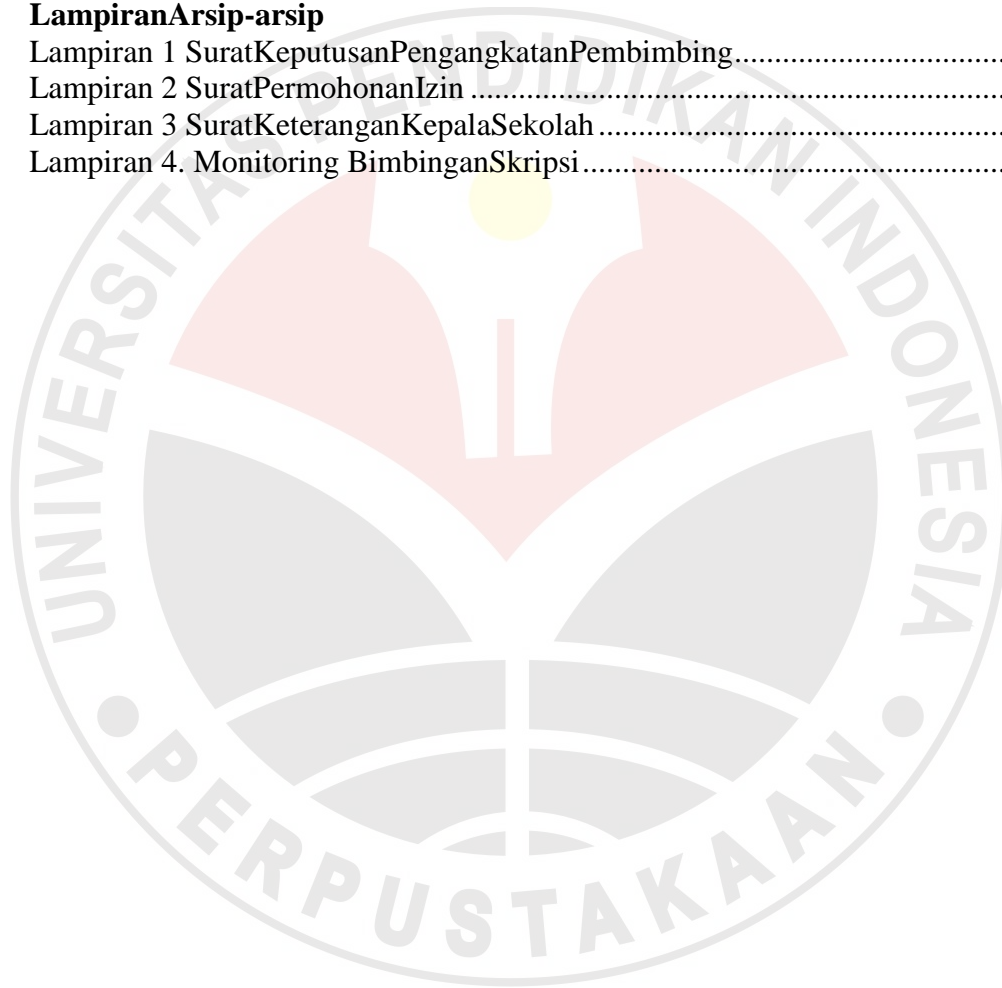 LampiranArsip-arsip
Lampiran 1 SuratKeputusanPengangkatanPembimbing..................................
Lampiran 2 SuratPermohonanIzin ....................................................................
Lampiran 3 SuratKeteranganKepalaSekolah ...................................................
Lampiran 4. Monitoring BimbinganSkripsi.....................................................
UNIVERSITAS PENDIDIKAN INDONESIA
PERPUSTAKAAN